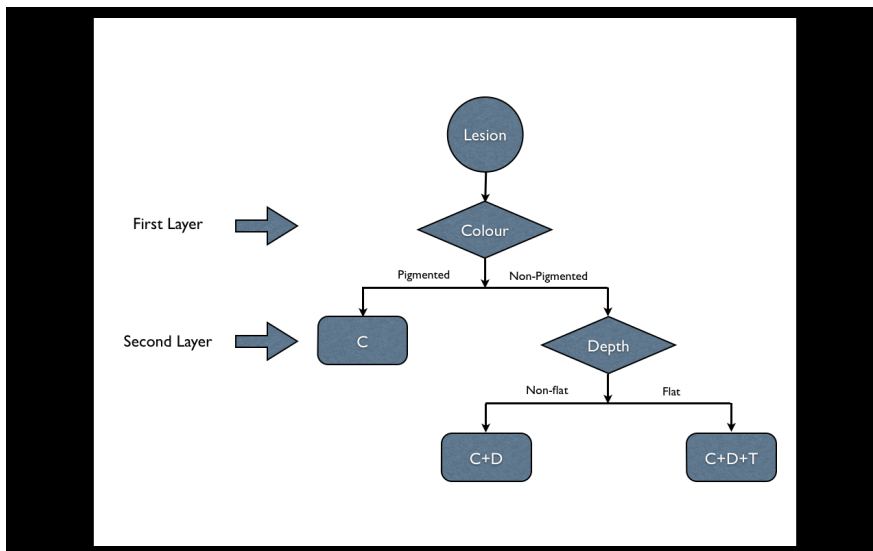 Lesion
First Layer
Colour
Pigmented
Non-Pigmented
Second Layer
C
Depth
Non-flat
Flat
C+D
C+D+T